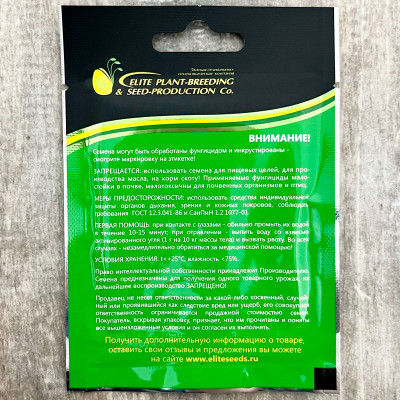 Элитная селекционно-
семеноводческая компания
ELITE PLANT-BREEDING
& SEED-PRODUCTION Co.
ВНИМАНИЕ!
Семена могут быть обработаны фунгицидом и инкрустированы -
смотрите маркировку на этикетке!
ЗАПРЕЩАЕТСЯ: использовать семена для пищевых целей, для про-
изводства масла, на корм скоту! Применяемые фунгициды мало-
стойки в почве, малотоксичны для почвенных организмов и птиц.
МЕРЫ ПРЕДОСТОРОЖНОСТИ: использовать средства индивидуальной
защиты органов дыхания, зрения и кожных покровов, соблюдать
требования ГОСТ 12.3.041-86 и СанПиН 1.2.1077-01.
ПЕРВАЯ ПОМОЩЬ: при контакте с глазами - обильно промыть их водой
в течение 10-15 минут; при отравлении - выпить воду со взвесью
активированного угля (1 г на 10 кг массы тела) и вызвать рвоту. Во всех
случаях - незамедлительно обратиться за медицинской помощью!
УСЛОВИЯ ХРАНЕНИЯ: t<+25°С; влажность <75%.
Право интеллектуальной собственности принадлежит Производителю.
Семена предназначены для получения одного товарного урожая, их
дальнейшее воспроизводство ЗАПРЕЩЕНО!
Продавец не несет ответственности за какой-либо косвенный, случай-
ный или проявившийся как следствие вред или ущерб, его совокупная
ответственность ограничивается продажной стоимостью семян.
Покупатель, вскрывая упаковку, признает, что им прочитаны и поняты
все вышеизложенные условия и он согласен их выполнять.
Получить дополнительную информацию о товаре,
оставить свои отзывы и предложения вы можете
на сайте www.eliteseeds.ru